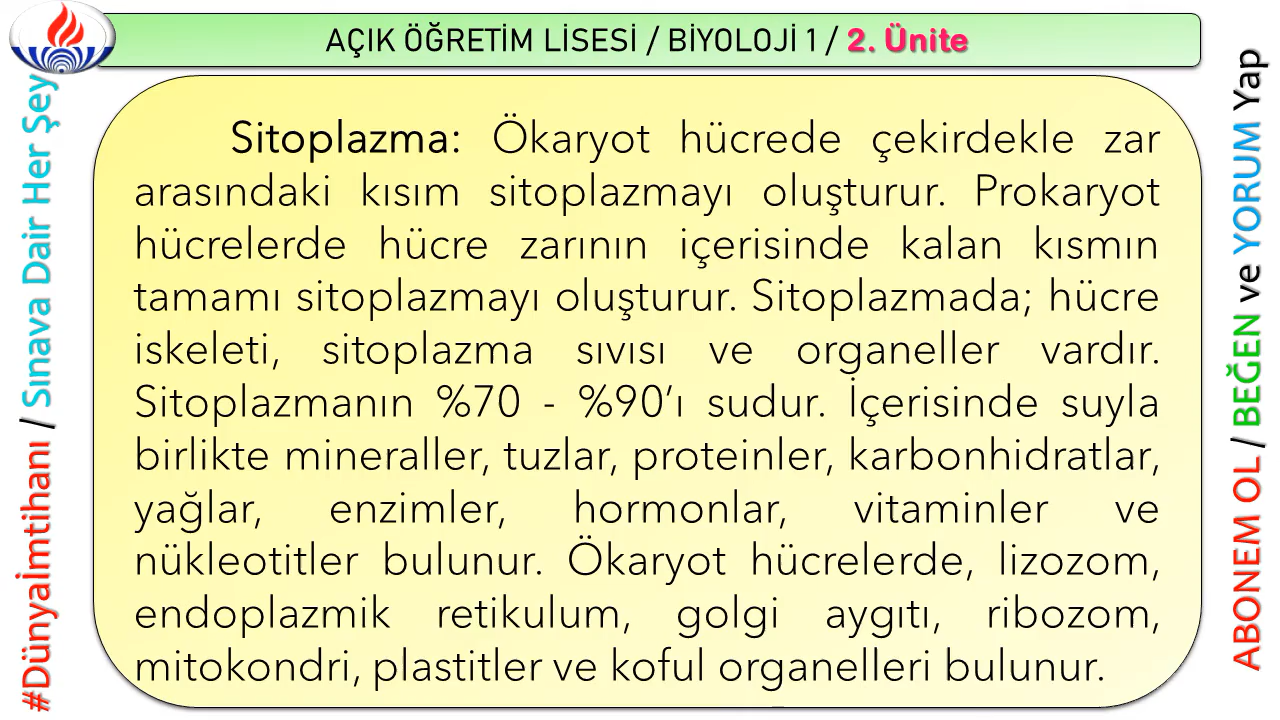 AÇIK ÖĞRETİM LİSESİ / BİYOLOJİ 1 / 2. Ünite
#Dünyaİmtihanı / Sınava Dair Her Şey
Sitoplazma: Ökaryot hücrede çekirdekle zar
arasındaki kısım sitoplazmayı oluşturur. Prokaryot
hücrelerde hücre zarının içerisinde kalan kısmın
tamamı sitoplazmayı oluşturur. Sitoplazmada; hücre
iskeleti, sitoplazma sıvısı ve organeller vardır.
Sitoplazmanın %70 - %90’ı sudur. İçerisinde suyla
birlikte mineraller, tuzlar, proteinler, karbonhidratlar,
yağlar, enzimler, hormonlar, vitaminler ve
nükleotitler bulunur. Ökaryot hücrelerde, lizozom,
endoplazmik retikulum, golgi aygıtı, ribozom,
mitokondri, plastitler ve koful organelleri bulunur.
ABONEM OL / BEĞEN ve YORUM Yap